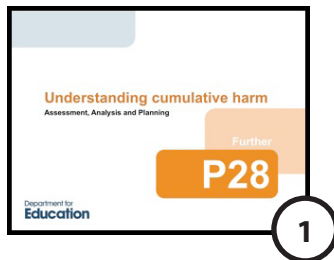 Understanding cumulative harm
Assessment, Analysis and Planning
Further
P28
Department for
Education
1